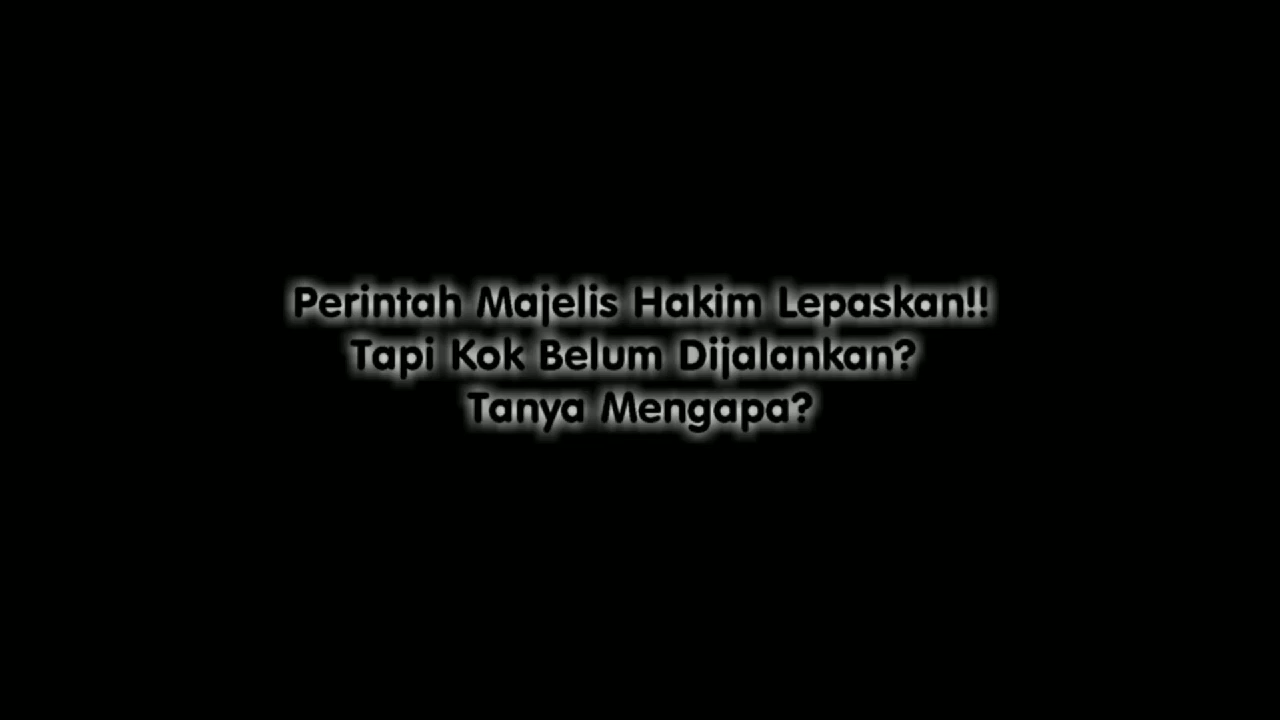 Perintah Majelis Hakim Lepaskan!!
Tapi Kok Belum Dijalankan?
Tanya Mengapa?